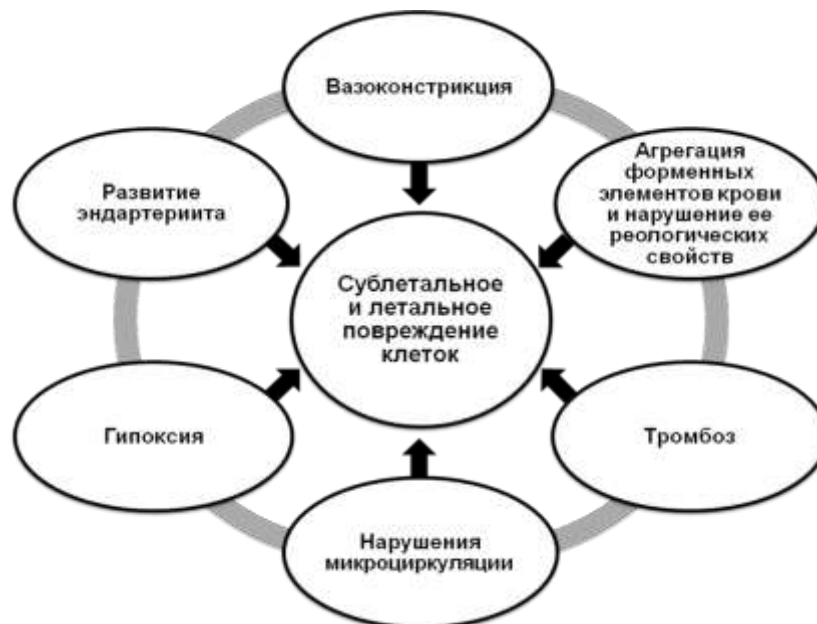 Вазоконстрикция
Агрегация
форменных
элементов крови
и нарушение ее
реологических
свойств
Развитие
эндартериита
Сублетальное
и летальное
повреждение
клеток
Гипоксия
Тромбоз
Нарушения
микроциркуляции